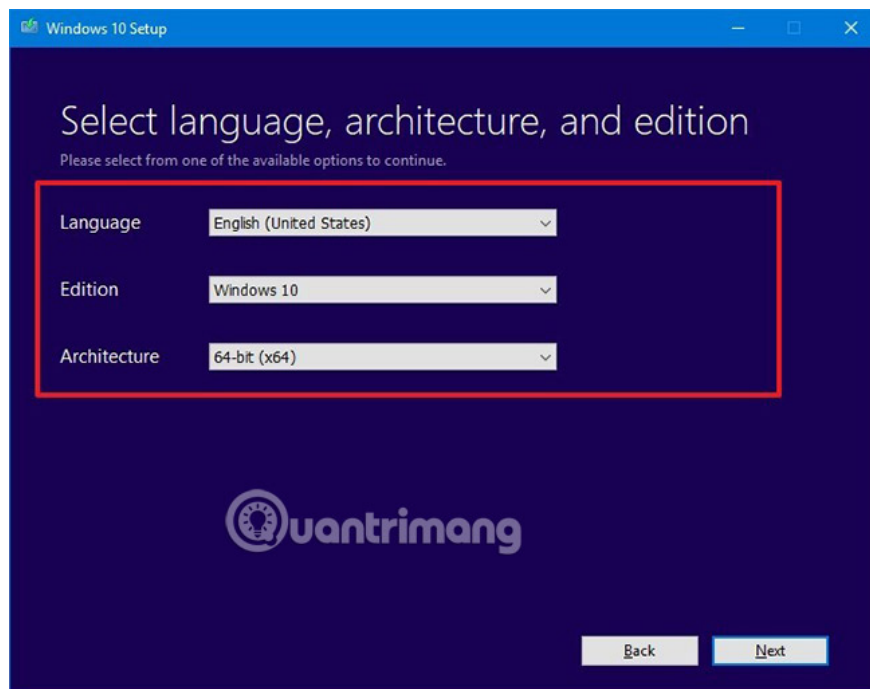 Windows 10 Setup
Select language, architecture, and edition
Please select from one of the available options to continue.
Language English (United States)
Edition Windows 10
Architecture 64-bit (x64)
Quantrimang
Back Next